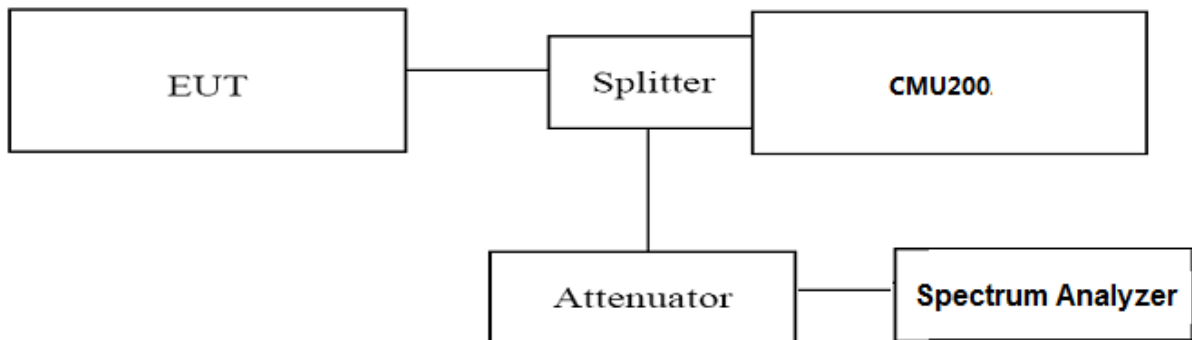 EUT
Splitter
CMU200
Attenuator
Spectrum Analyzer